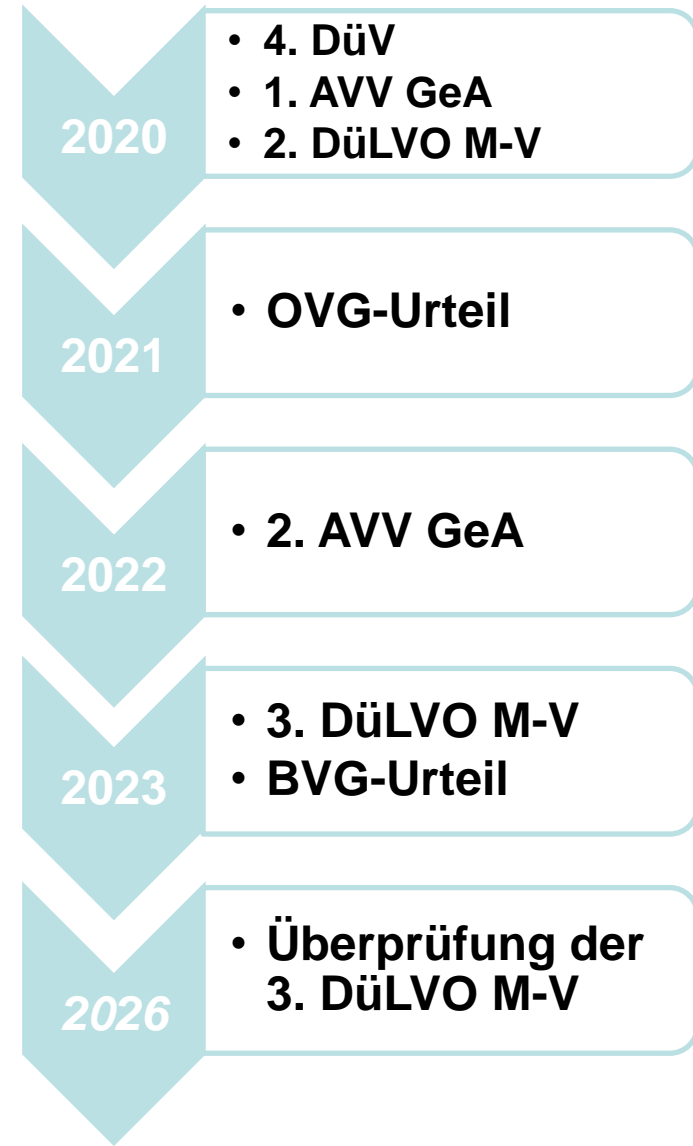 2020
• 4. DüV
• 1. AVV GeA
• 2. DüLVO M-V
2021
• OVG-Urteil
2022
• 2. AVV GeA
2023
• 3. DüLVO M-V
• BVG-Urteil
2026
• Überprüfung der
3. DüLVO M-V